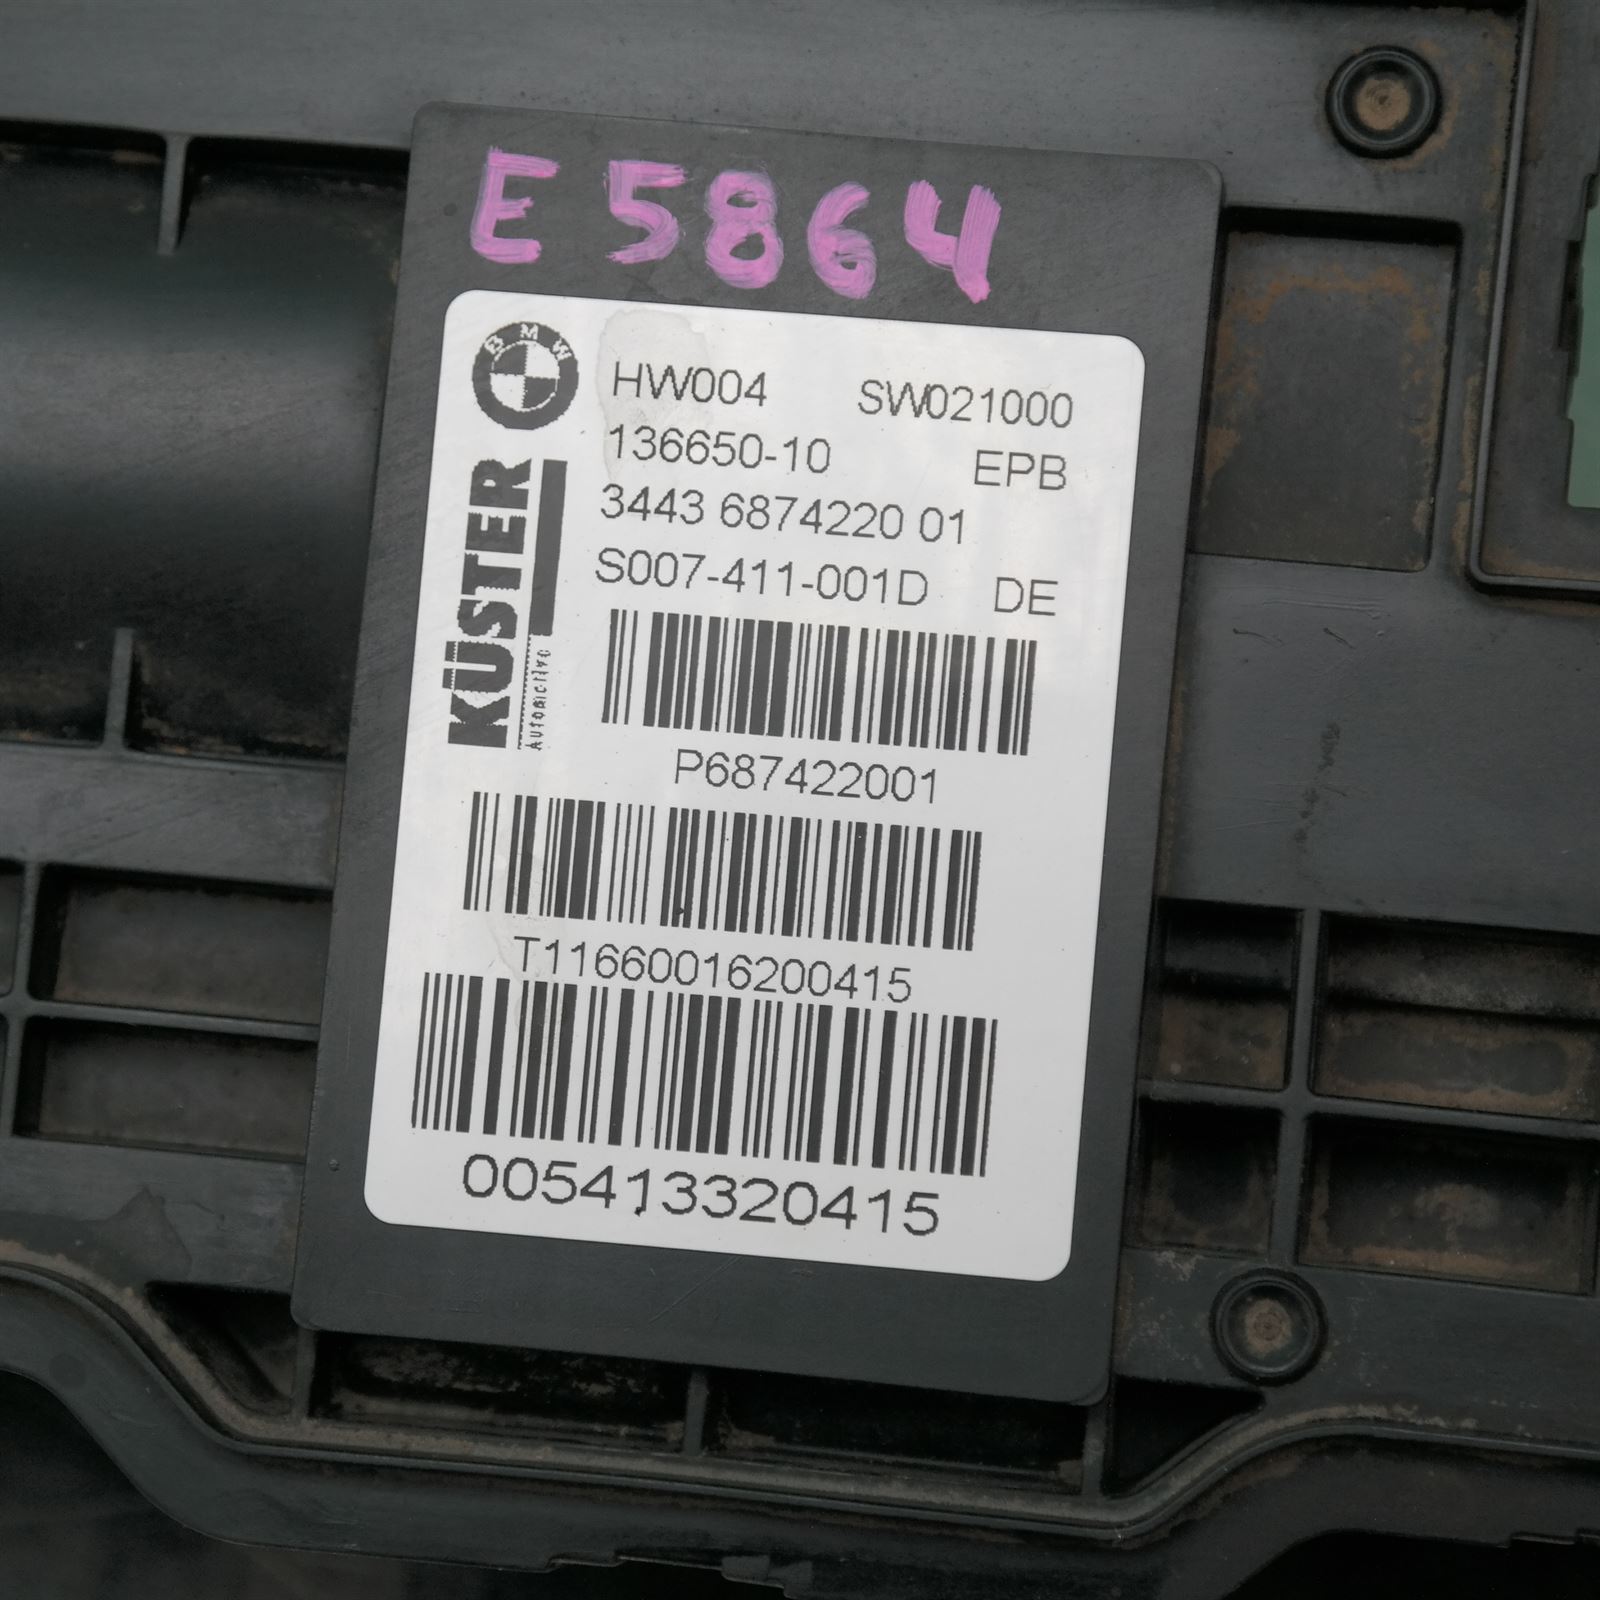 E 5864
BMW
HW004 SW021000
136650-10 EPB
3443 6874220 01
S007-411-001D DE
KÜSTER
Automotive
P687422001
T11660016200415
005413320415